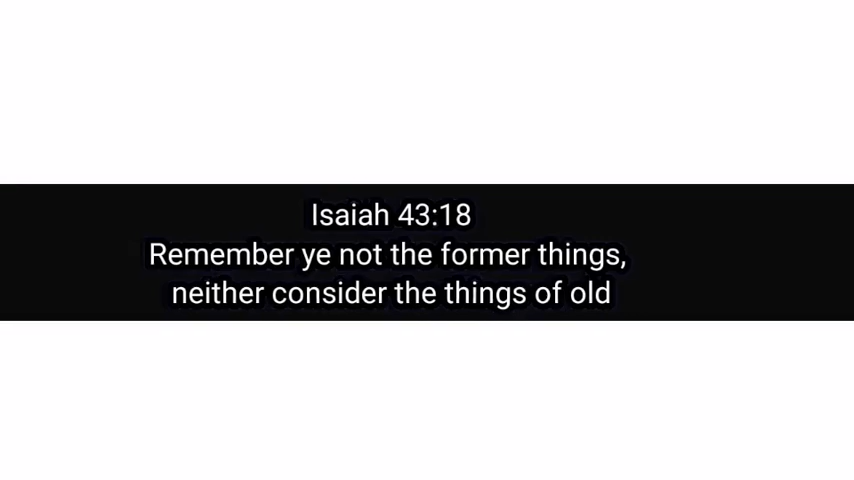 Isaiah 43:18
Remember ye not the former things,
neither consider the things of old